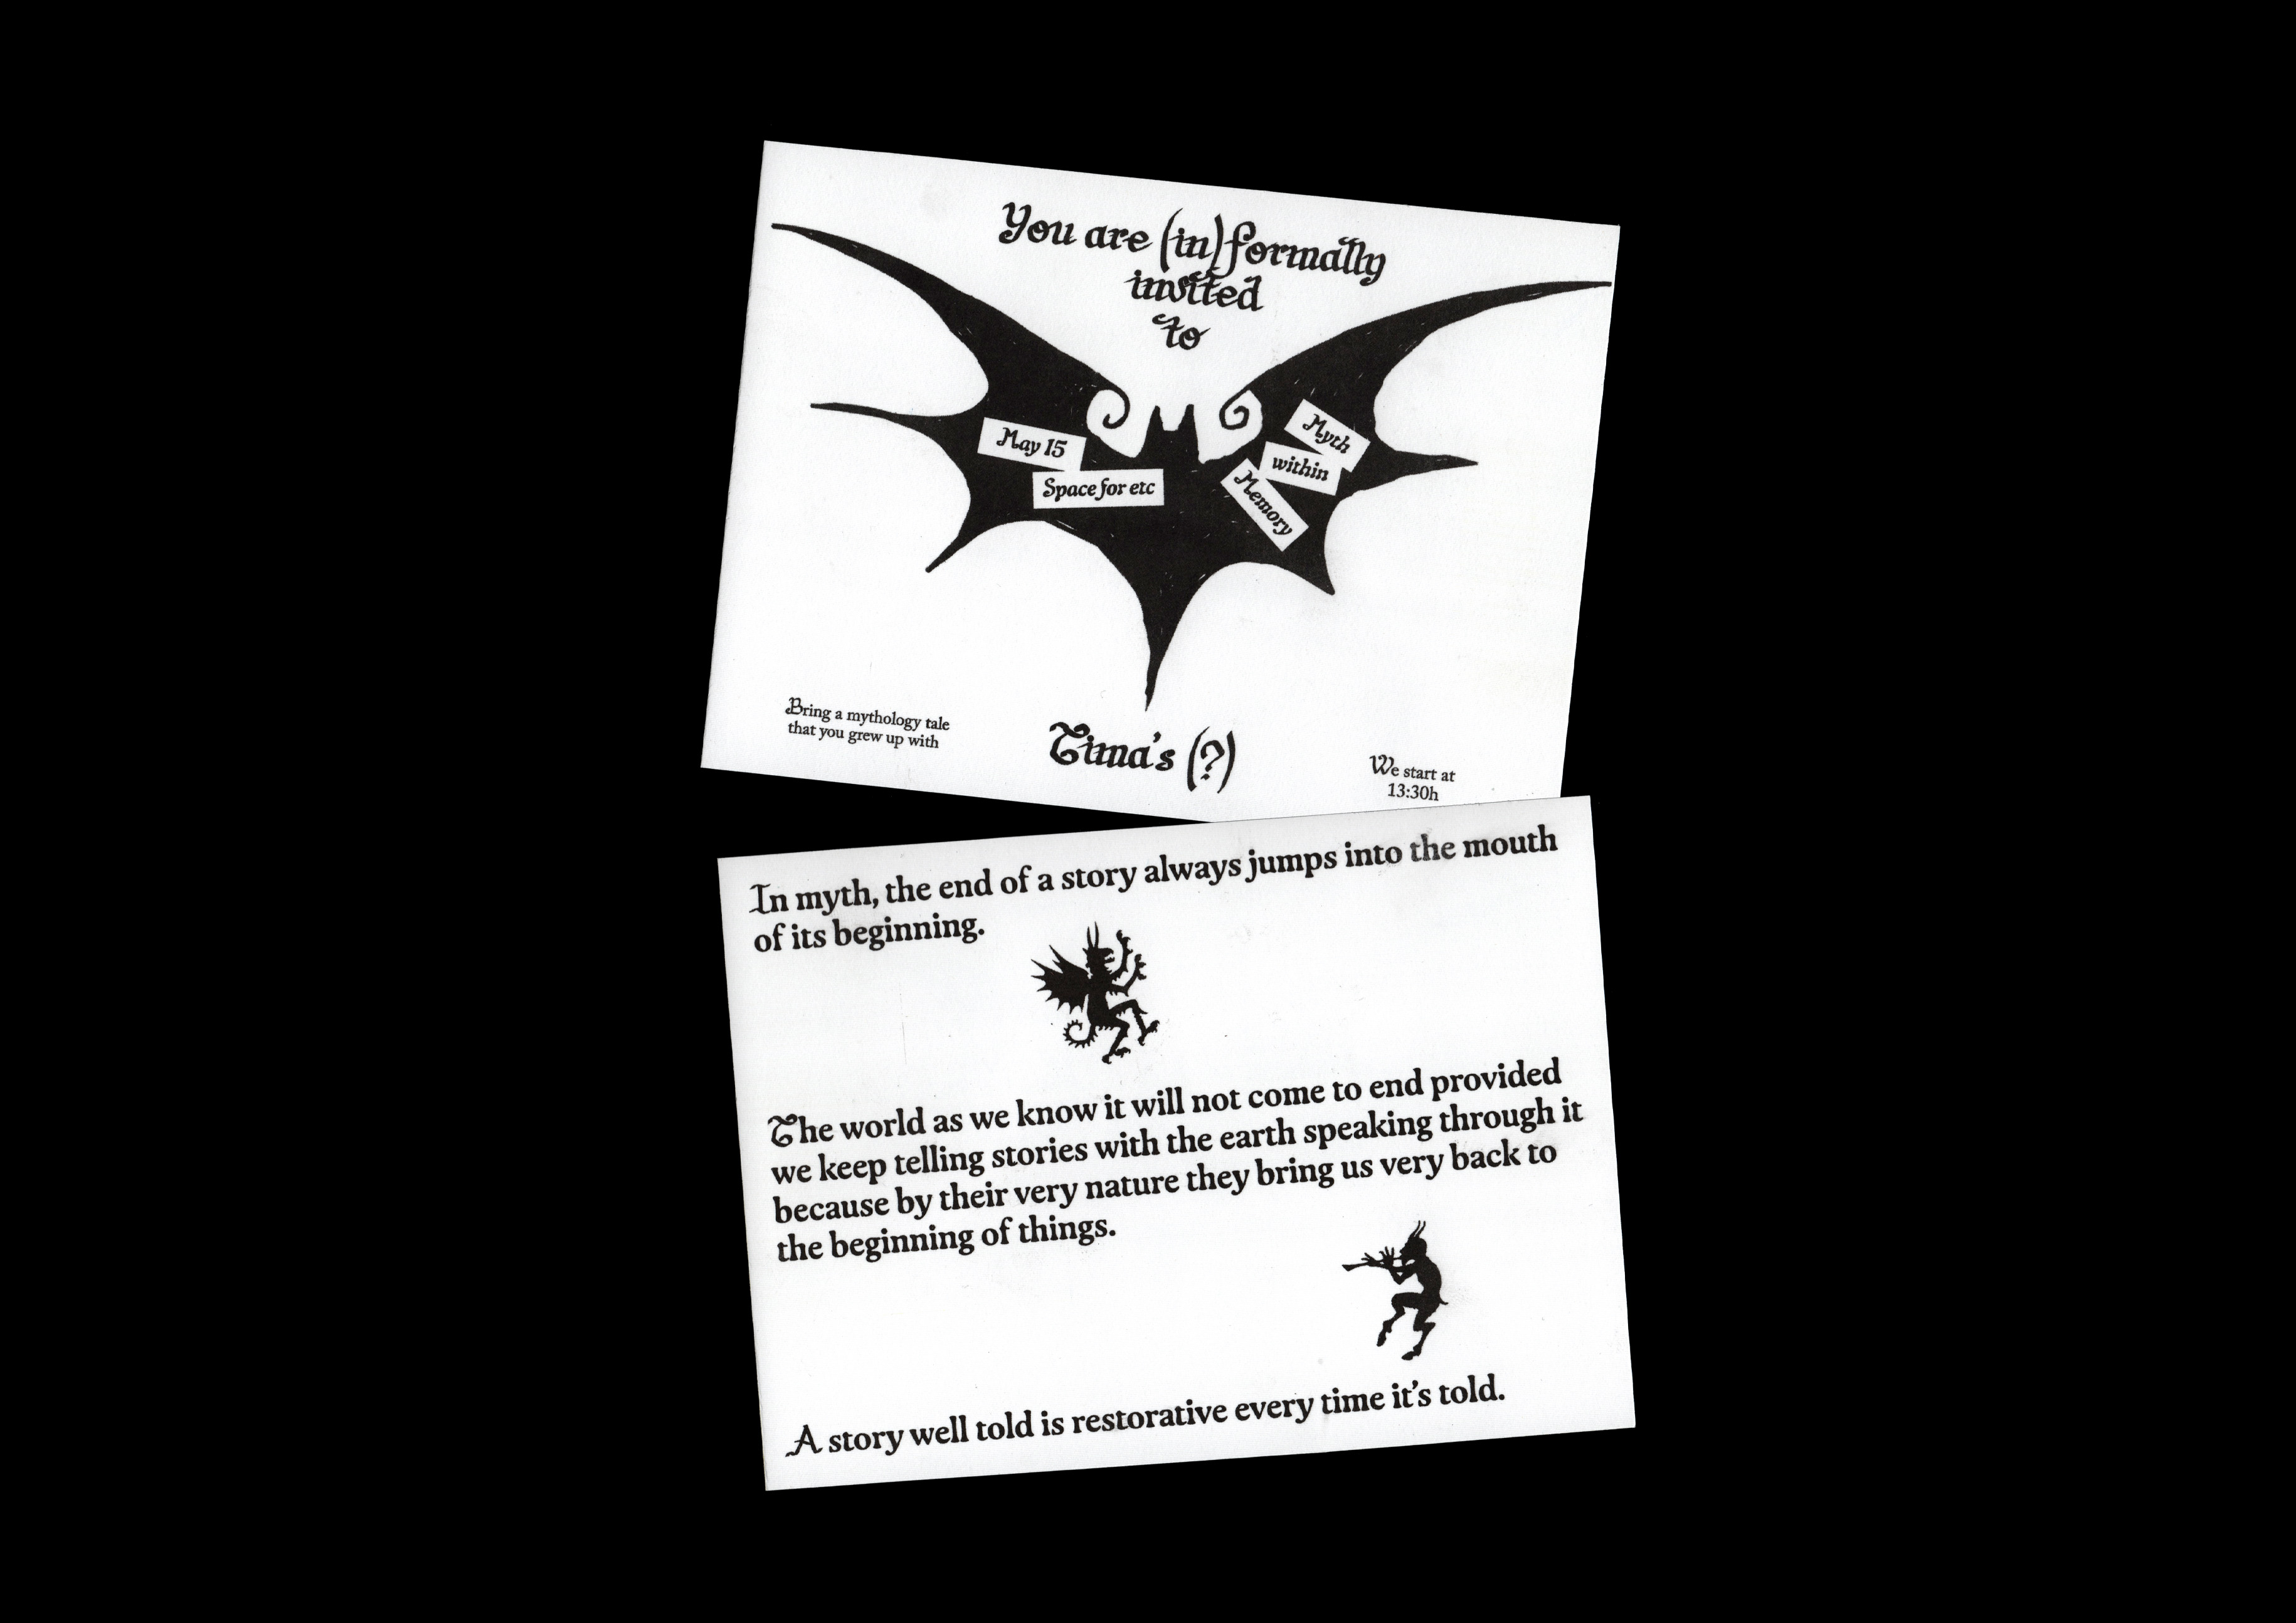 You are (in)formally
invited
to
May 15
Space for etc
Myth
within
Memory
Bring a mythology tale
that you grew up with
Tima's (?)
We start at
13:30h
In myth, the end of a story always jumps into the mouth
of its beginning.
The world as we know it will not come to end provided
we keep telling stories with the earth speaking through it
because by their very nature they bring us very back to
the beginning of things.
A story well told is restorative every time it's told.